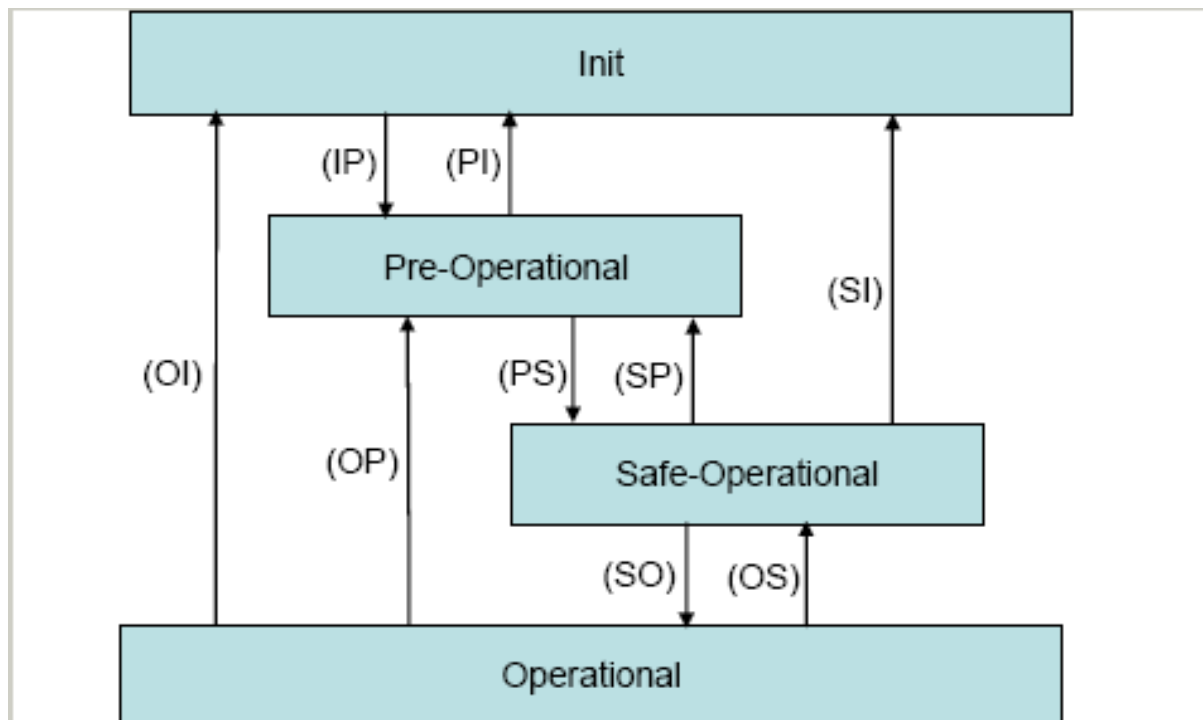 Init
(IP)
(PI)
Pre-Operational
(SI)
(OI)
(PS)
(SP)
(OP)
Safe-Operational
(SO)
(OS)
Operational